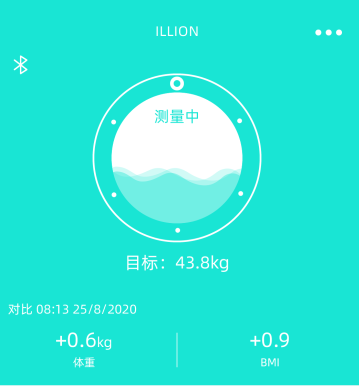 ILLION
测量中
目标：43.8kg
对比 08:13 25/8/2020
+0.6kg
体重
+0.9
BMI